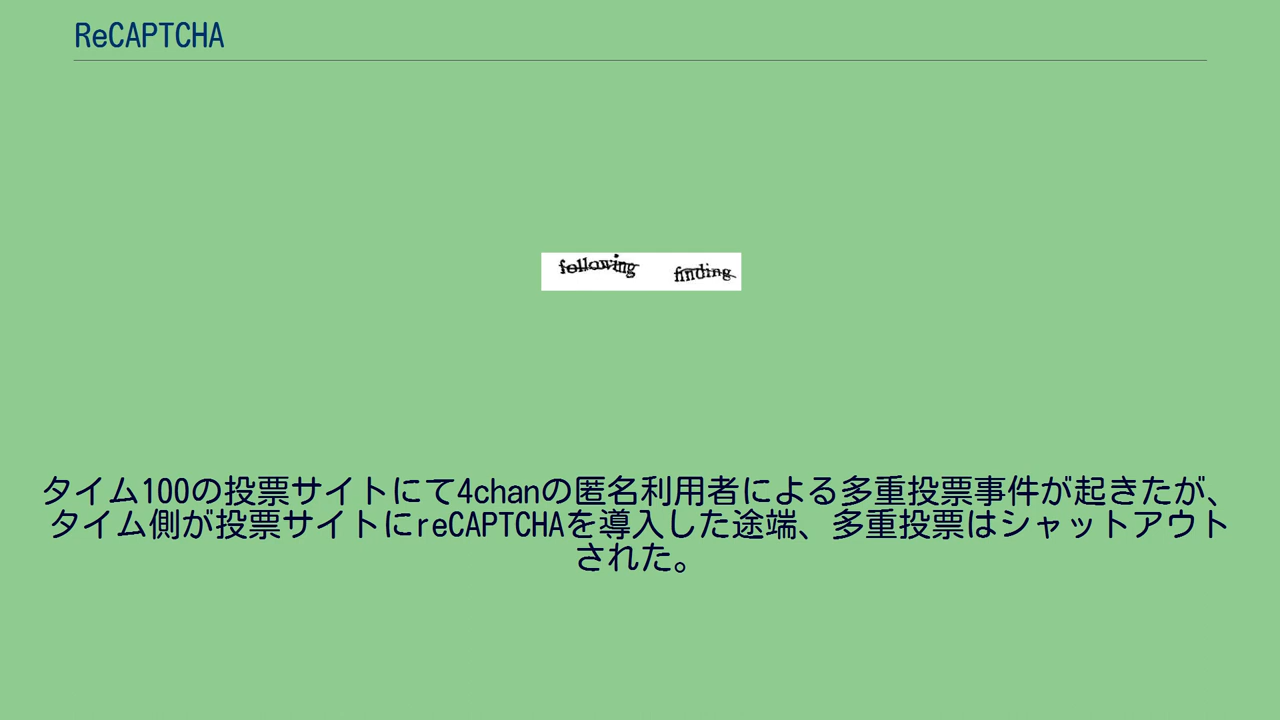 ReCAPTCHA
following finding
タイム100の投票サイトにて4chanの匿名利用者による多重投票事件が起きたが、
タイム側が投票サイトにreCAPTCHAを導入した途端、多重投票はシャットアウト
された。